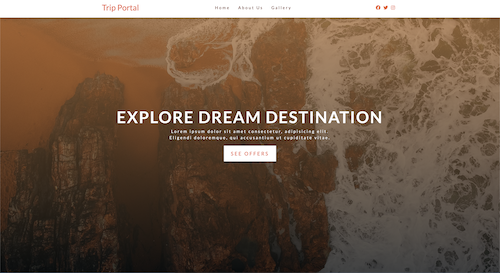 Trip Portal
Home About Us Gallery
EXPLORE DREAM DESTINATION
Lorem ipsum dolor sit amet consectetur, adipisicing elit.
Eligendi doloremque, qui accusantium ut cupiditate vitae.
SEE OFFERS